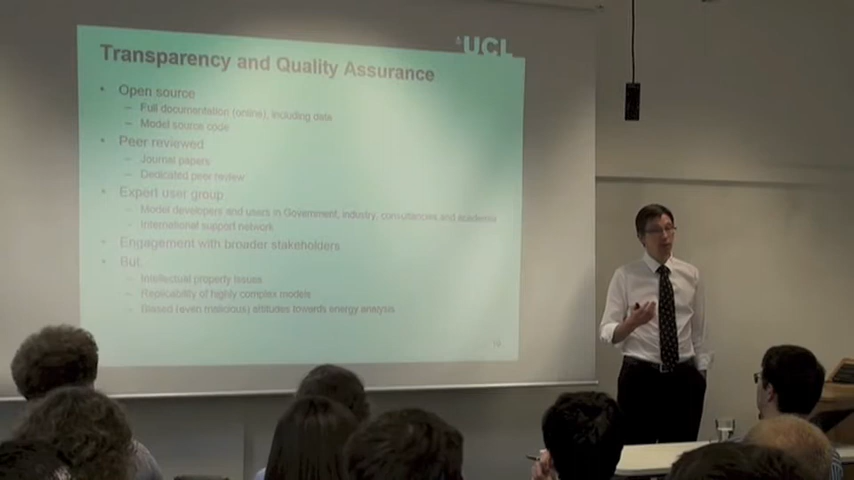 UCL
Transparency and Quality Assurance
• Open source
– Full documentation (online), including data
– Model source code
• Peer reviewed
– Journal papers
– Dedicated peer review
• Expert user group
– Model developers and users in Government, industry, consultancies and academia
– International support network
• Engagement with broader stakeholders
• But
– Intellectual property issues
– Replicability of highly complex models
– Biased (even malicious) attitudes towards energy analysis